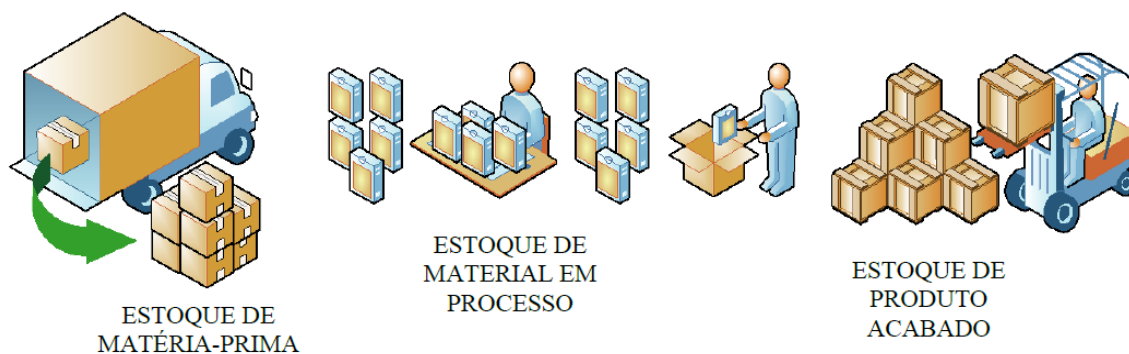 ESTOQUE DE
MATÉRIA-PRIMA
ESTOQUE DE
MATERIAL EM
PROCESSO
ESTOQUE DE
PRODUTO
ACABADO